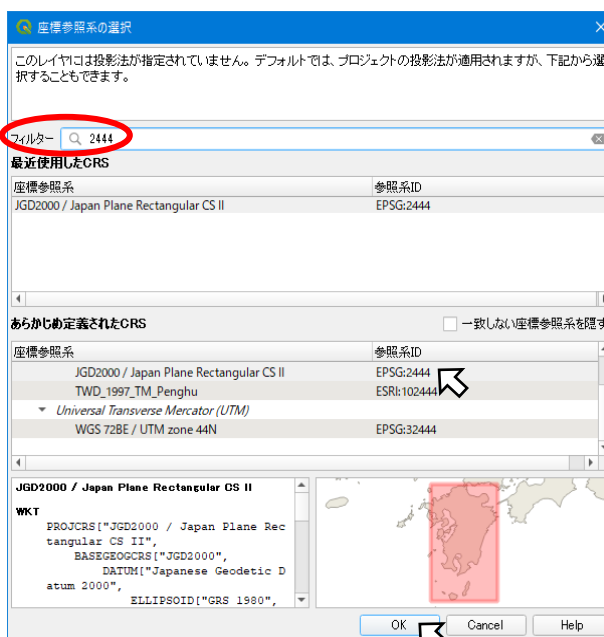 座標参照系の選択
このレイヤには投影法が指定されていません。デフォルトでは、プロジェクトの投影法が適用されますが、下記から選
択することもできます。
フィルター 2444
最近使用したCRS
座標参照系 参照系ID
JGD2000 / Japan Plane Rectangular CS II EPSG:2444
あらかじめ定義されたCRS 一致しない座標参照系を隠す
座標参照系 参照系ID
JGD2000 / Japan Plane Rectangular CS II EPSG:2444
TWD_1997_TM_Penghu ESRI:102444
Universal Transverse Mercator (UTM)
WGS 72BE / UTM zone 44N EPSG:32444
JGD2000 / Japan Plane Rectangular CS II
WKT
PROJCRS["JGD2000 / Japan Plane Rec
tangular CS II",
BASEGEOGCRS["JGD2000",
DATUM["Japanese Geodetic D
atum 2000",
ELLIPSOID["GRS 1980",
OK Cancel Help